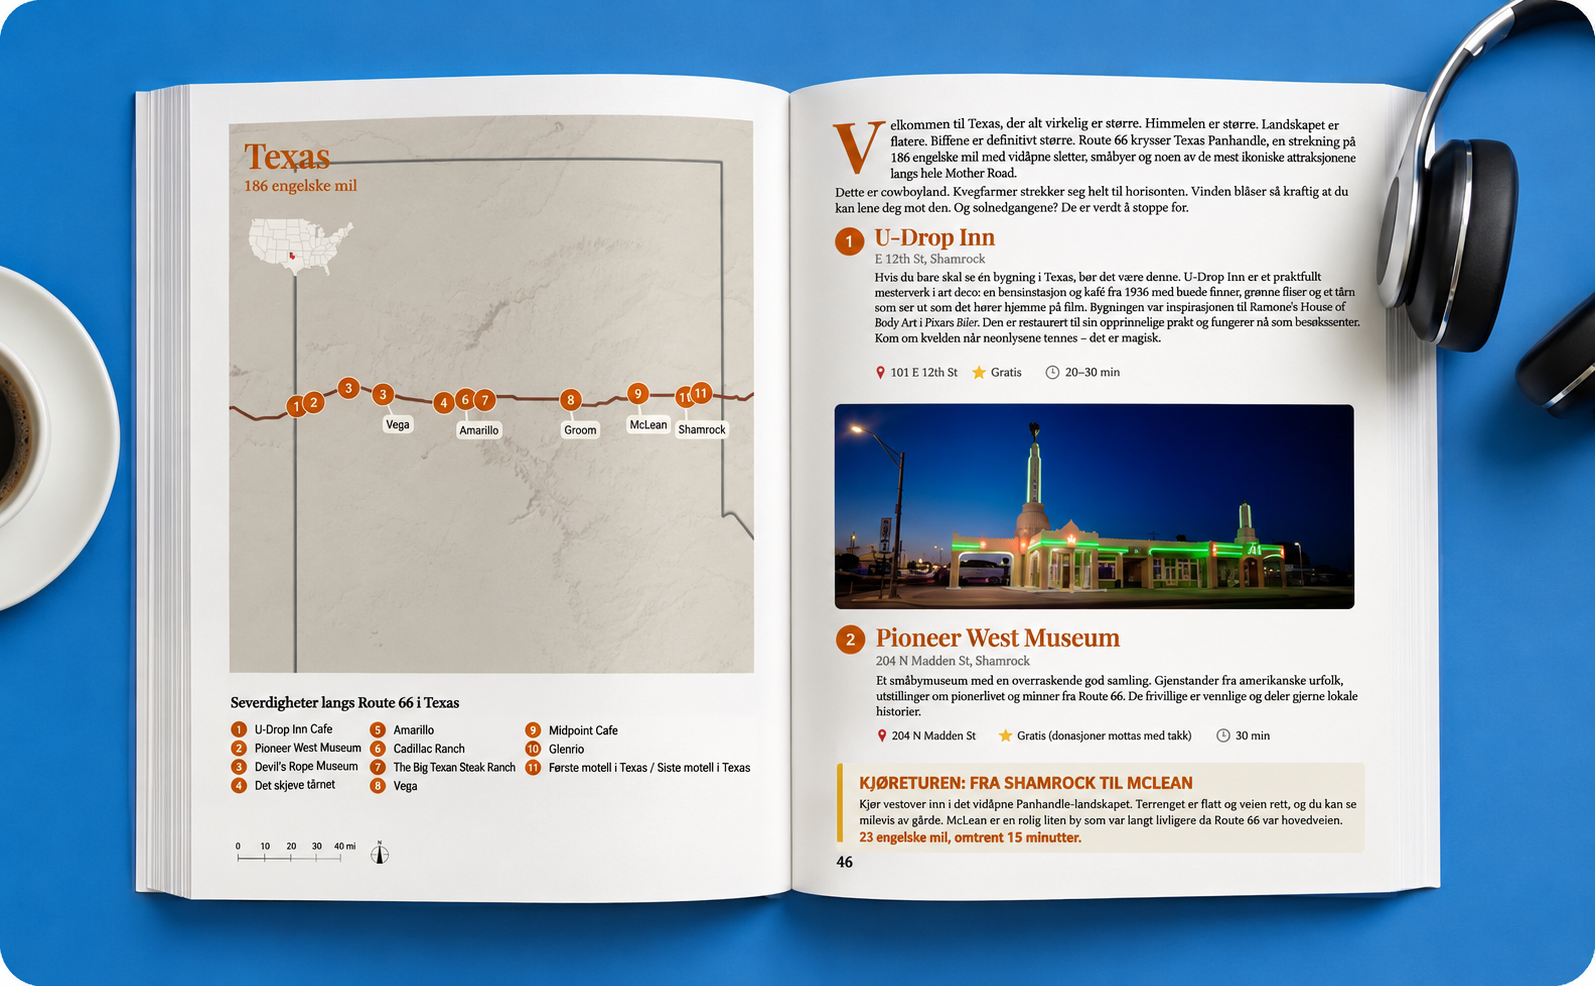 Texas
186 engelske mil
1
2
3
3
4
6
7
8
9
11
11
Vega
Amarillo
Groom
McLean
Shamrock
Severdigheter langs Route 66 i Texas
1 U-Drop Inn Cafe
2 Pioneer West Museum
3 Devil's Rope Museum
4 Det skjeve tårnet
5 Amarillo
6 Cadillac Ranch
7 The Big Texan Steak Ranch
8 Vega
9 Midpoint Cafe
10 Glenrio
11 Første motell i Texas / Siste motell i Texas
0 10 20 30 40 mi
N
Velkommen til Texas, der alt virkelig er større. Himmelen er større. Landskapet er
flatere. Biffene er definitivt større. Route 66 krysser Texas Panhandle, en strekning på
186 engelske mil med vidåpne sletter, småbyer og noen av de mest ikoniske attraksjonene
langs hele Mother Road.
Dette er cowboyland. Kvegfarmer strekker seg helt til horisonten. Vinden blåser så kraftig at du
kan lene deg mot den. Og solnedgangene? De er verdt å stoppe for.
1 U-Drop Inn
E 12th St, Shamrock
Hvis du bare skal se én bygning i Texas, bør det være denne. U-Drop Inn er et praktfullt
mesterverk i art deco: en bensinstasjon og kafé fra 1936 med buede finner, grønne fliser og et tårn
som ser ut som det hører hjemme på film. Bygningen var inspirasjonen til Ramone's House of
Body Art i Pixars Biler. Den er restaurert til sin opprinnelige prakt og fungerer nå som besøkssenter.
Kom om kvelden når neonlysene tennes – det er magisk.
101 E 12th St Gratis 20–30 min
2 Pioneer West Museum
204 N Madden St, Shamrock
Et småbymuseum med en overraskende god samling. Gjenstander fra amerikanske urfolk,
utstillinger om pionerlivet og minner fra Route 66. De frivillige er vennlige og deler gjerne lokale
historier.
204 N Madden St Gratis (donasjoner mottas med takk) 30 min
KJØRETUREN: FRA SHAMROCK TIL MCLEAN
Kjør vestover inn i det vidåpne Panhandle-landskapet. Terrenget er flatt og veien rett, og du kan se
milevis av gårde. McLean er en rolig liten by som var langt livligere da Route 66 var hovedveien.
23 engelske mil, omtrent 15 minutter.
46